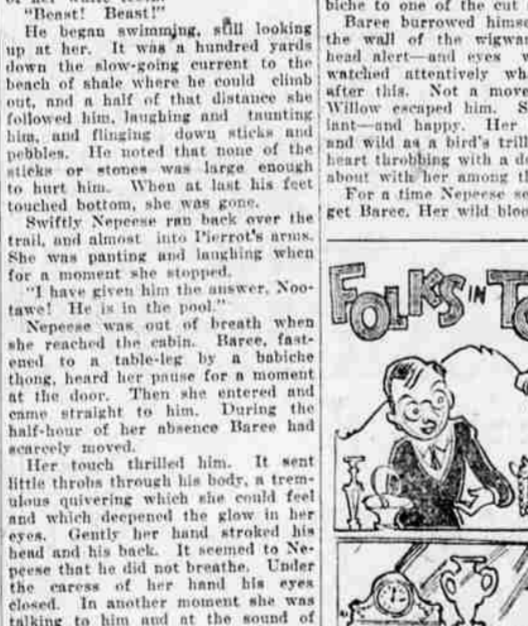 "Beast! Beast!"
He began swimming, still looking
up at her. It was a hundred yards
down the slow-going current to the
beach of shale where he could climb
out, and a half of that distance she
followed him, laughing and taunting
him, and flinging down sticks and
pebbles. He noted that none of the
sticks or stones was large enough
to hurt him. When at last his feet
touched bottom, she was gone.
Swiftly Nepeese ran back over the
trail, and almost into Pierrot's arms.
She was panting and laughing when
for a moment she stopped.
"I have given him the answer, Noo-
tawe! He is in the pool."
Nepeese was out of breath when
she reached the cabin. Baree, fast-
ened to a table-leg by a babiche
thong, heard her pause for a moment
at the door. Then she entered and
came straight to him. During the
half-hour of her absence Baree had
scarcely moved.
Her touch thrilled him. It sent
little throbs through his body, a trem-
ulous quivering which she could feel
and which deepened the glow in her
eyes. Gently her hand stroked his
head and his back. It seemed to Ne-
peese that he did not breathe. Under
the caress of her hand his eyes
closed. In another moment she was
talking to him and at the sound of
biche to one of the cut
Baree burrowed himse
the wall of the wigwa
head alert—and eyes w
watched attentively wh
after this. Not a move
Willow escaped him. S
iant—and happy. Her
and wild as a bird's trill
heart throbbing with a d
about with her among th
For a time Nepeese se
get Baree. Her wild bloo
FOLKS IN TO